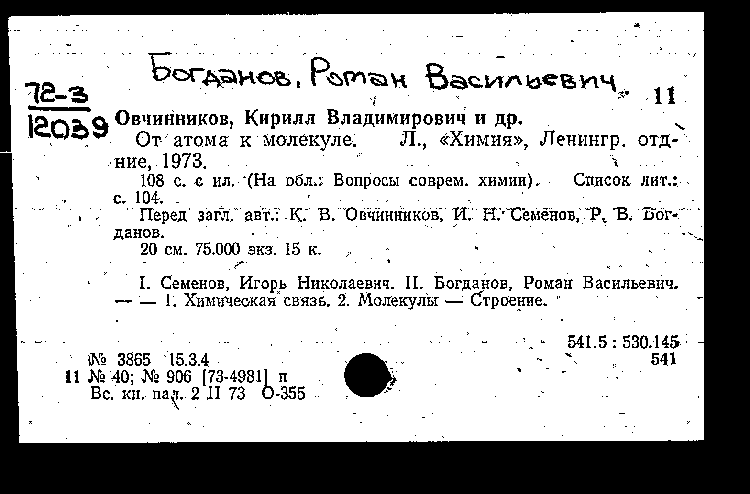 Богданов, Роман Васильевич
72-3
12039
11
Овчинников, Кирилл Владимирович и др.
От атома к молекуле. Л., «Химия», Ленингр. отд-
ние, 1973.
108 с. с ил. (На обл.: Вопросы соврем. химии). Список лит.:
с. 104.
Перед загл. авт.: К. В. Овчинников, И. Н. Семенов, Р. В. Бог-
данов.
20 см. 75.000 экз. 15 к.
I. Семенов, Игорь Николаевич. II. Богданов, Роман Васильевич.
— — 1. Химическая связь. 2. Молекулы — Строение.
541.5 : 530.145
541
№ 3865 15.3.4
11 № 40; № 906 [73-4981] п
Вс. кн. пал. 2 II 73 О-355